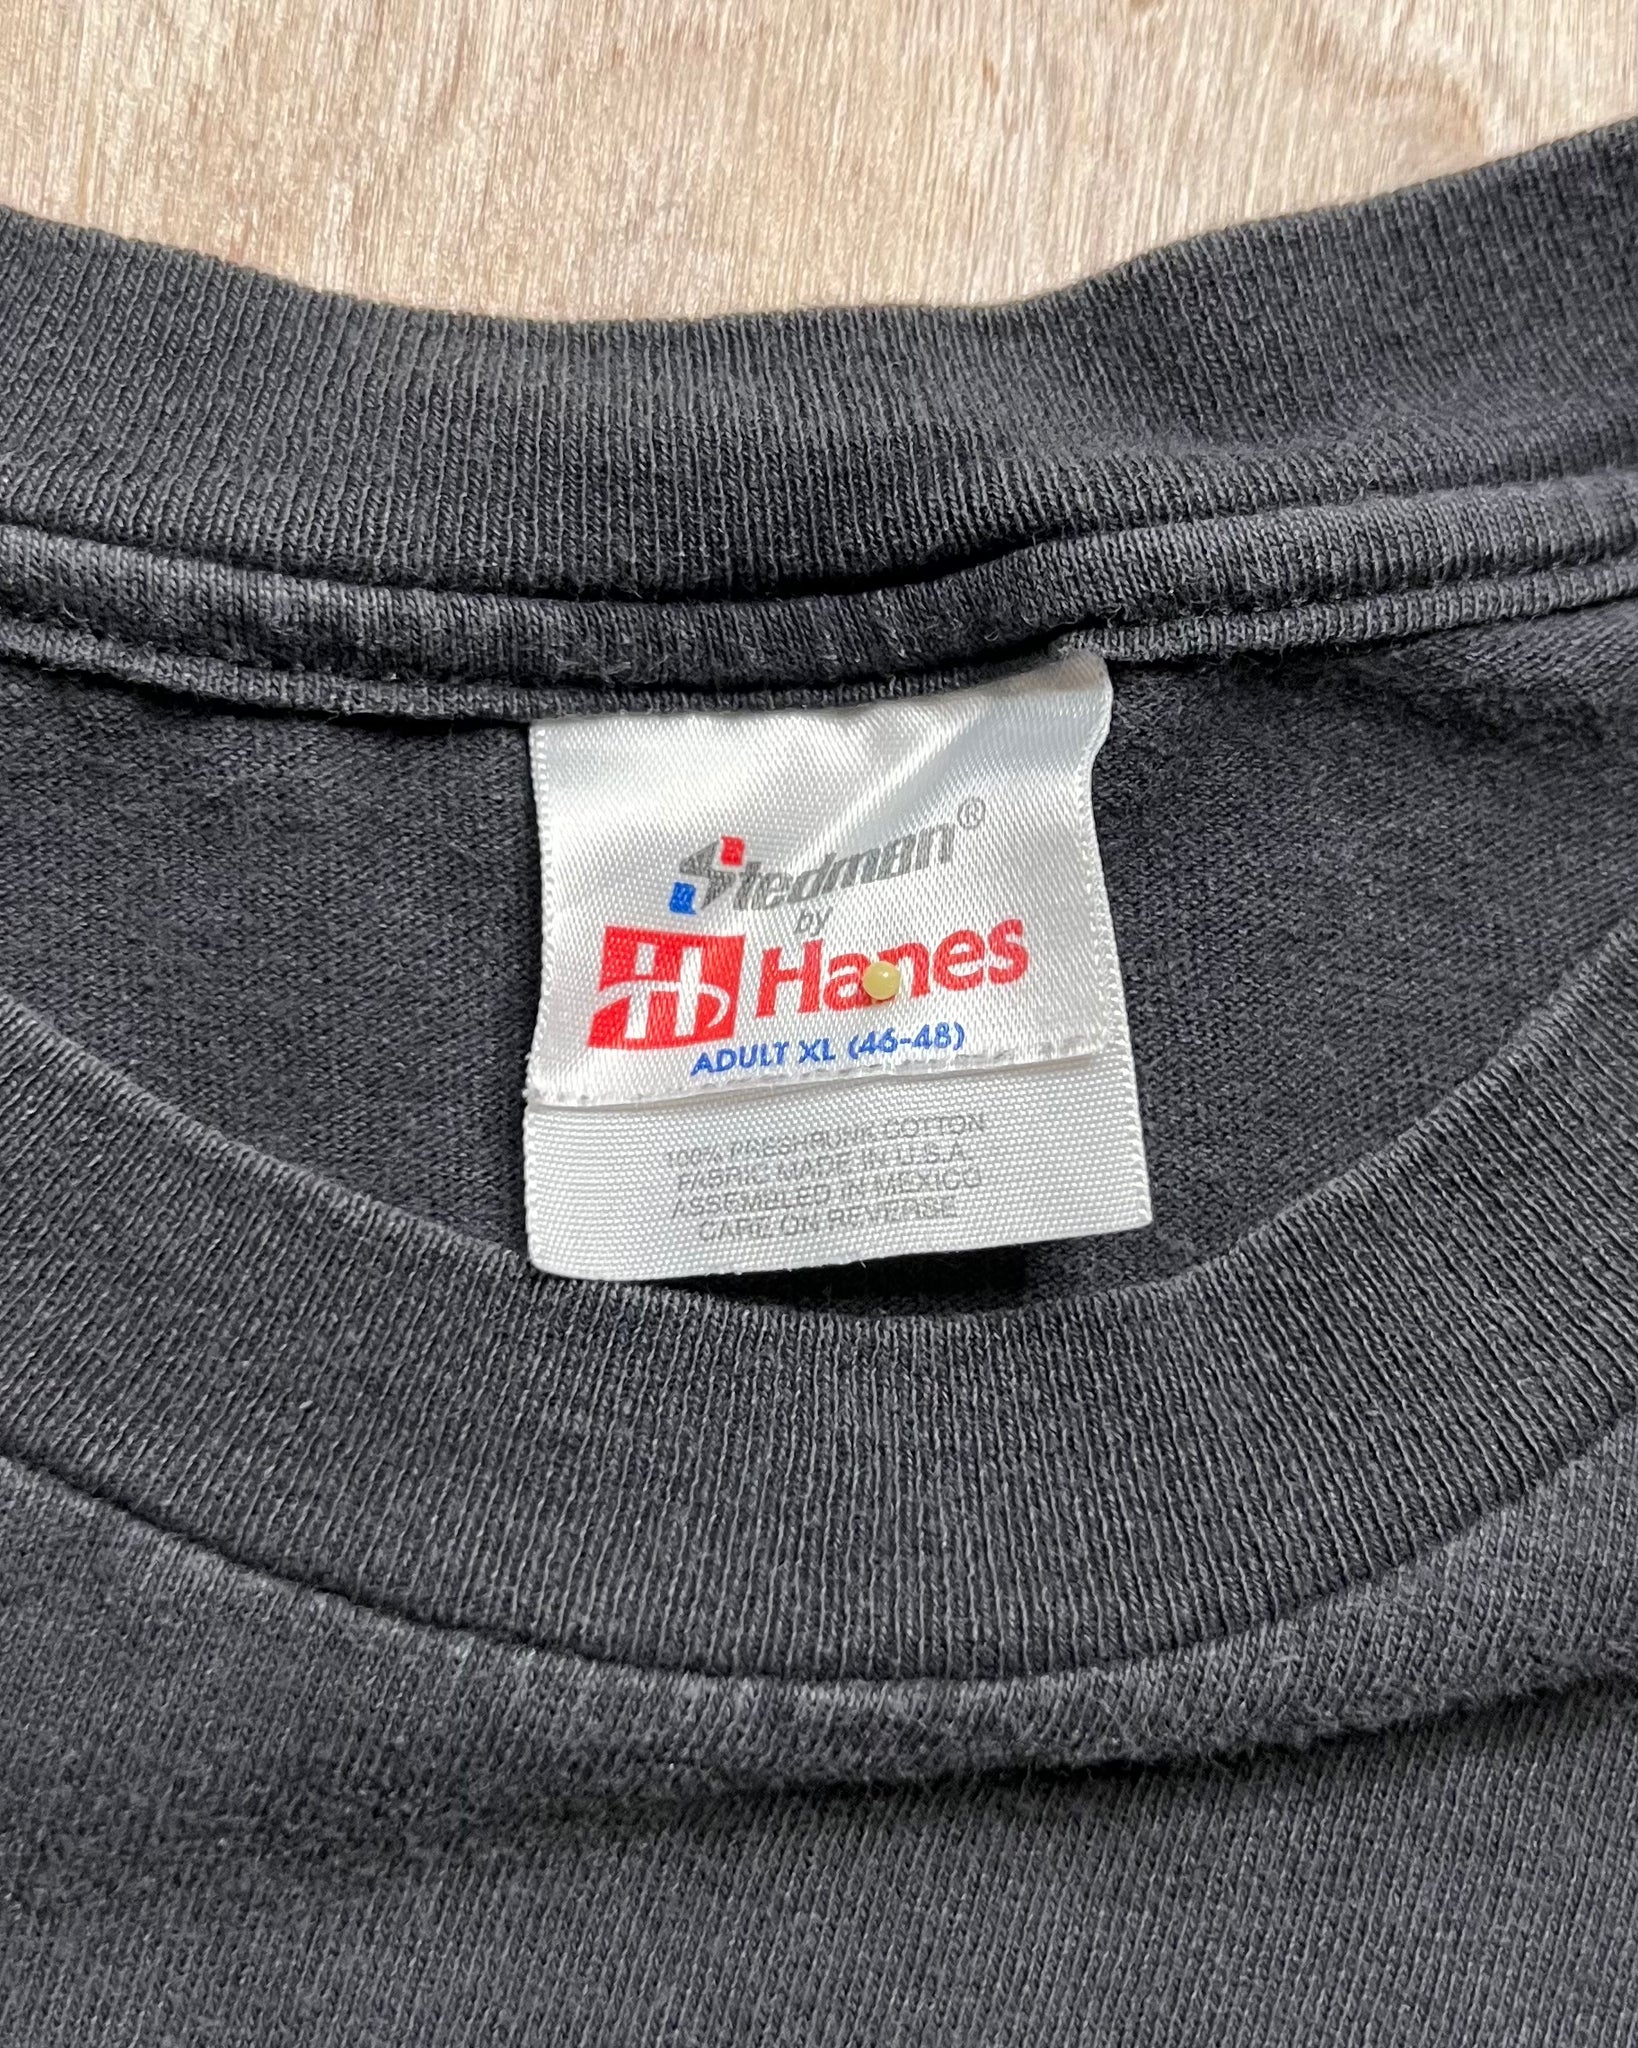 Stedman®
by
H Hanes
ADULT XL (46-48)
100% PRESHRUNK COTTON
FABRIC MADE IN U.S.A.
ASSEMBLED IN MEXICO
CARE ON REVERSE